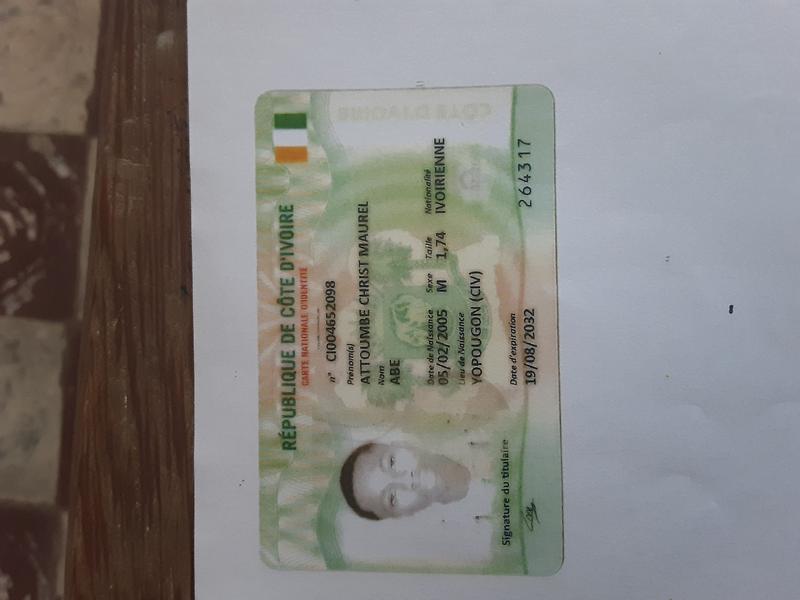 CÔTE D'IVOIRE
RÉPUBLIQUE DE CÔTE D'IVOIRE
CARTE NATIONALE D'IDENTITÉ
n° CI004652098
Prénom(s)
ATTOUMBE CHRIST MAUREL
Nom
ABE
Date de Naissance Sexe Taille Nationalité
05/02/2005 M 1,74 IVOIRIENNE
Lieu de Naissance
YOPOUGON (CIV)
Signature du titulaire
Date d'expiration
19/08/2032
264317